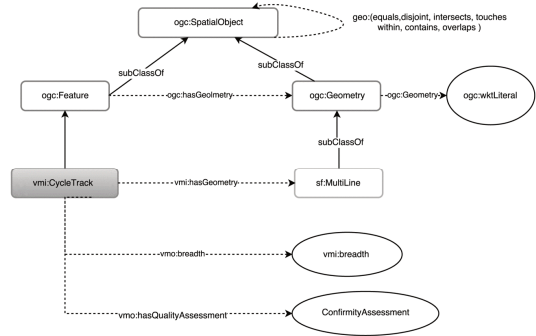 ogc:SpatialObject
geo:(equals,disjoint, intersects, touches
within, contains, overlaps )
subClassOf
subClassOf
ogc:Feature
ogc:hasGeolmetry
ogc:Geometry
ogc:Geometry
ogc:wktLiteral
subClassOf
vmi:CycleTrack
vmi:hasGeometry
sf:MultiLine
vmo:breadth
vmi:breadth
vmo:hasQualityAssessment
ConfirmityAssessment